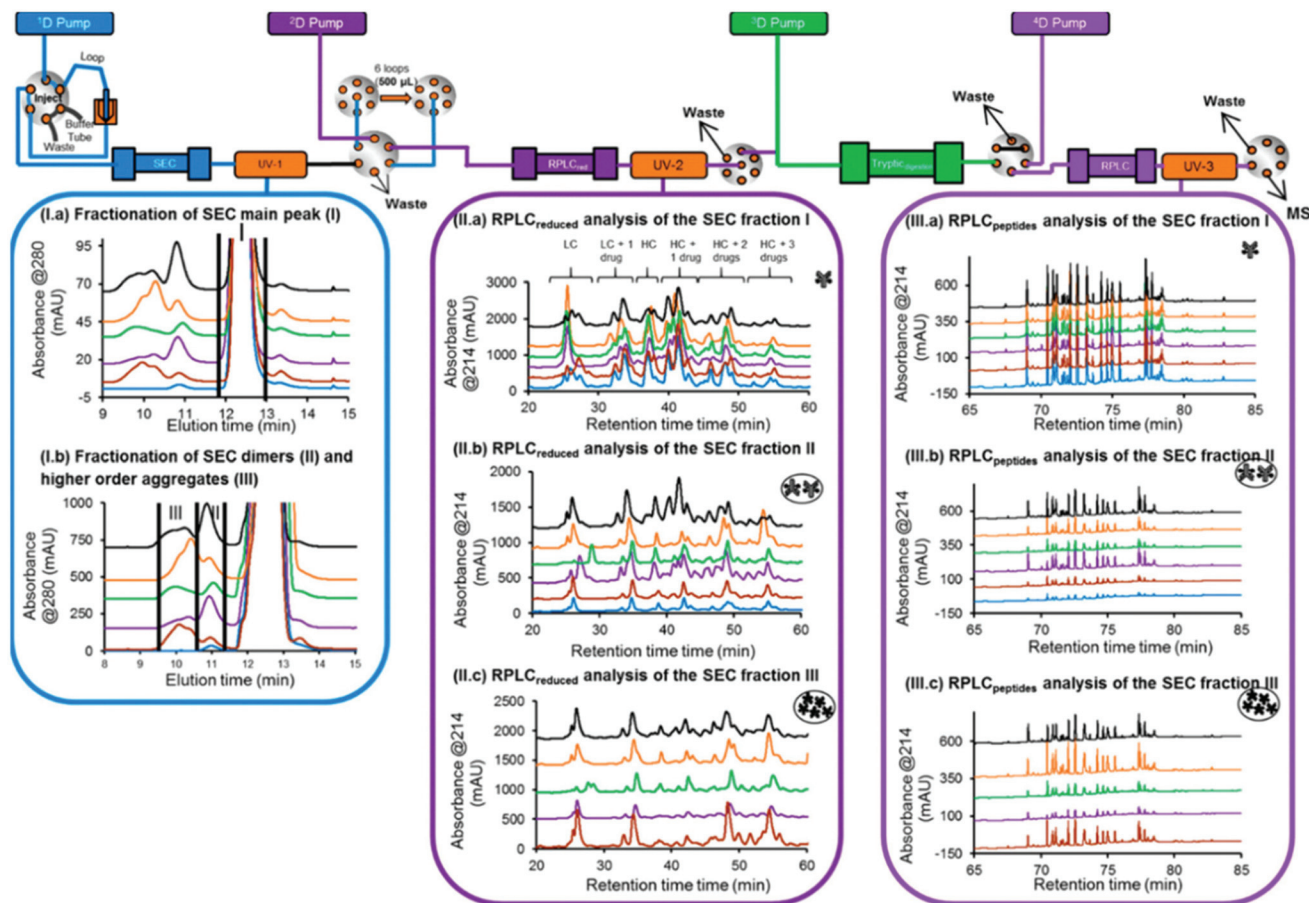 ¹D Pump
²D Pump
³D Pump
⁴D Pump
Loop
Inject
Buffer
Tube
Waste
6 loops
(500 µL)
Waste
Waste
Waste
Waste
SEC
UV-1
RPLCred
UV-2
Trypticdigestion
RPLC
UV-3
MS
(I.a) Fractionation of SEC main peak (I)
I
95
70
45
20
-5
Absorbance @280
(mAU)
9 10 11 12 13 14 15
Elution time (min)
(I.b) Fractionation of SEC dimers (II) and
higher order aggregates (III)
III II
1000
750
500
250
0
Absorbance
@280 (mAU)
8 9 10 11 12 13 14 15
Elution time (min)
(II.a) RPLCreduced analysis of the SEC fraction I
LC LC + 1 drug HC HC + 1 drug HC + 2 drugs HC + 3 drugs
3000
2000
1000
0
Absorbance
@214 (mAU)
20 30 40 50 60
Retention time (min)
(II.b) RPLCreduced analysis of the SEC fraction II
2000
1500
1000
500
0
Absorbance @214
(mAU)
20 30 40 50 60
Retention time time (min)
(II.c) RPLCreduced analysis of the SEC fraction III
2500
2000
1500
1000
500
0
Absorbance @214
(mAU)
20 30 40 50 60
Retention time (min)
(III.a) RPLCpeptides analysis of SEC fraction I
600
350
100
-150
Absorbance @214
(mAU)
65 70 75 80 85
Retention time (min)
(III.b) RPLCpeptides analysis of the SEC fraction II
600
350
100
-150
Absorbance @214
(mAU)
65 70 75 80 85
Retention time (min)
(III.c) RPLCpeptides analysis of the SEC fraction III
600
350
100
-150
Absorbance @214
(mAU)
65 70 75 80 85
Retention time (min)